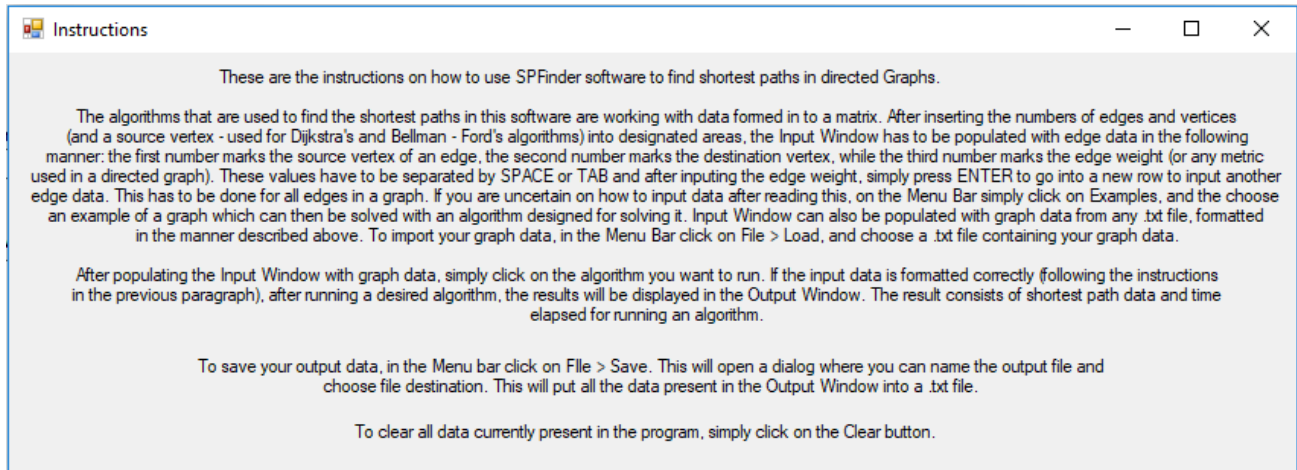 Instructions
These are the instructions on how to use SPFinder software to find shortest paths in directed Graphs.
The algorithms that are used to find the shortest paths in this software are working with data formed in to a matrix. After inserting the numbers of edges and vertices
(and a source vertex - used for Dijkstra's and Bellman - Ford's algorithms) into designated areas, the Input Window has to be populated with edge data in the following
manner: the first number marks the source vertex of an edge, the second number marks the destination vertex, while the third number marks the edge weight (or any metric
used in a directed graph). These values have to be separated by SPACE or TAB and after inputing the edge weight, simply press ENTER to go into a new row to input another
edge data. This has to be done for all edges in a graph. If you are uncertain on how to input data after reading this, on the Menu Bar simply click on Examples, and the choose
an example of a graph which can then be solved with an algorithm designed for solving it. Input Window can also be populated with graph data from any .txt file, formatted
in the manner described above. To import your graph data, in the Menu Bar click on File > Load, and choose a .txt file containing your graph data.
After populating the Input Window with graph data, simply click on the algorithm you want to run. If the input data is formatted correctly (following the instructions
in the previous paragraph), after running a desired algorithm, the results will be displayed in the Output Window. The result consists of shortest path data and time
elapsed for running an algorithm.
To save your output data, in the Menu bar click on FIle > Save. This will open a dialog where you can name the output file and
choose file destination. This will put all the data present in the Output Window into a .txt file.
To clear all data currently present in the program, simply click on the Clear button.